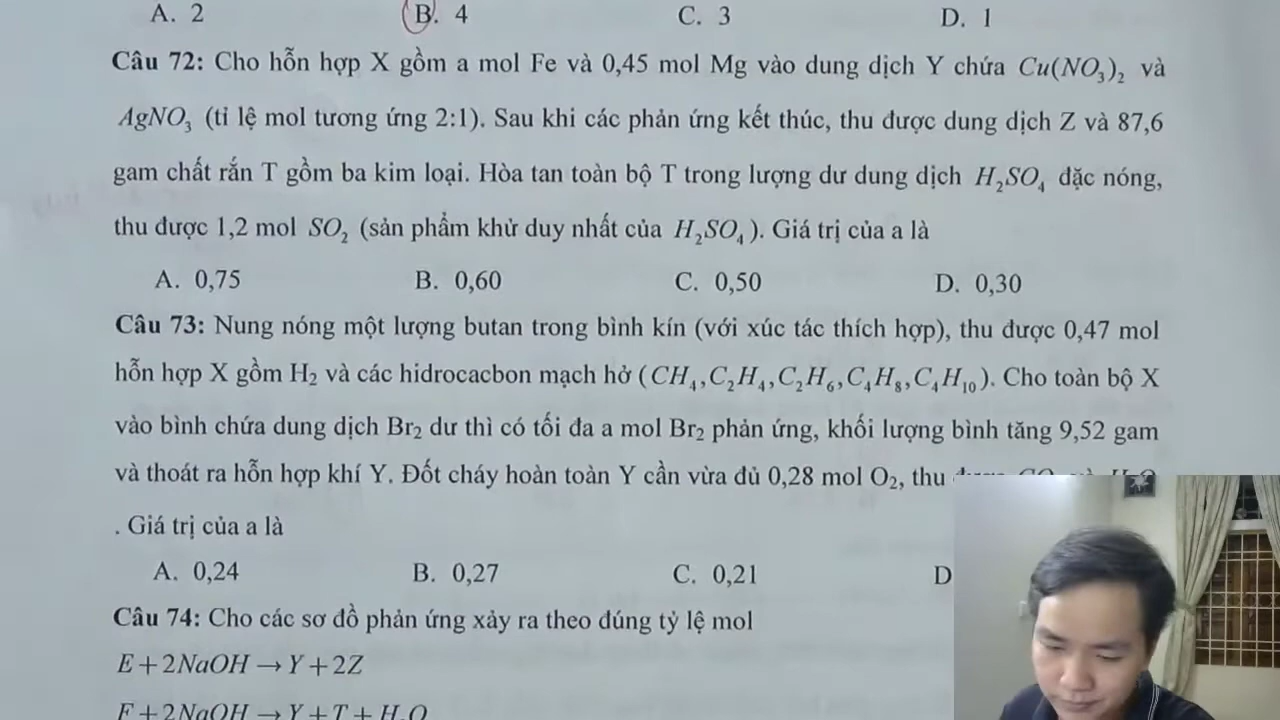 A. 2 B. 4 C. 3 D. 1
Câu 72: Cho hỗn hợp X gồm a mol Fe và 0,45 mol Mg vào dung dịch Y chứa Cu(NO₃)₂ và
AgNO₃ (tỉ lệ mol tương ứng 2:1). Sau khi các phản ứng kết thúc, thu được dung dịch Z và 87,6
gam chất rắn T gồm ba kim loại. Hòa tan toàn bộ T trong lượng dư dung dịch H₂SO₄ đặc nóng,
thu được 1,2 mol SO₂ (sản phẩm khử duy nhất của H₂SO₄). Giá trị của a là
A. 0,75 B. 0,60 C. 0,50 D. 0,30
Câu 73: Nung nóng một lượng butan trong bình kín (với xúc tác thích hợp), thu được 0,47 mol
hỗn hợp X gồm H₂ và các hidrocacbon mạch hở (CH₄,C₂H₄,C₂H₆,C₄H₈,C₄H₁₀). Cho toàn bộ X
vào bình chứa dung dịch Br₂ dư thì có tối đa a mol Br₂ phản ứng, khối lượng bình tăng 9,52 gam
và thoát ra hỗn hợp khí Y. Đốt cháy hoàn toàn Y cần vừa đủ 0,28 mol O₂, thu
. Giá trị của a là
A. 0,24 B. 0,27 C. 0,21 D
Câu 74: Cho các sơ đồ phản ứng xảy ra theo đúng tỷ lệ mol
E + 2NaOH → Y + 2Z
F + 2NaOH → Y + T + H₂O